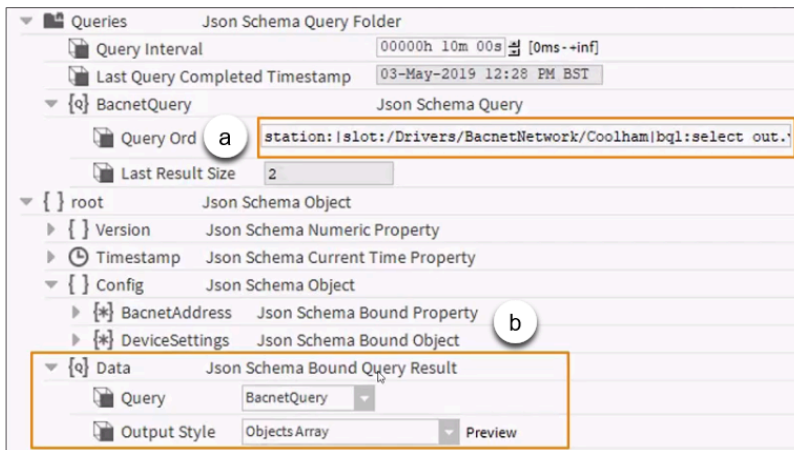 Queries Json Schema Query Folder
Query Interval 00000h 10m 00s [0ms-+inf]
Last Query Completed Timestamp 03-May-2019 12:28 PM BST
{q} BacnetQuery Json Schema Query
Query Ord a station:|slot:/Drivers/BacnetNetwork/Coolham|bql:select out.
Last Result Size 2
{ } root Json Schema Object
{ } Version Json Schema Numeric Property
Timestamp Json Schema Current Time Property
{ } Config Json Schema Object
{*} BacnetAddress Json Schema Bound Property
b
{*} DeviceSettings Json Schema Bound Object
{q} Data Json Schema Bound Query Result
Query BacnetQuery
Output Style Objects Array Preview